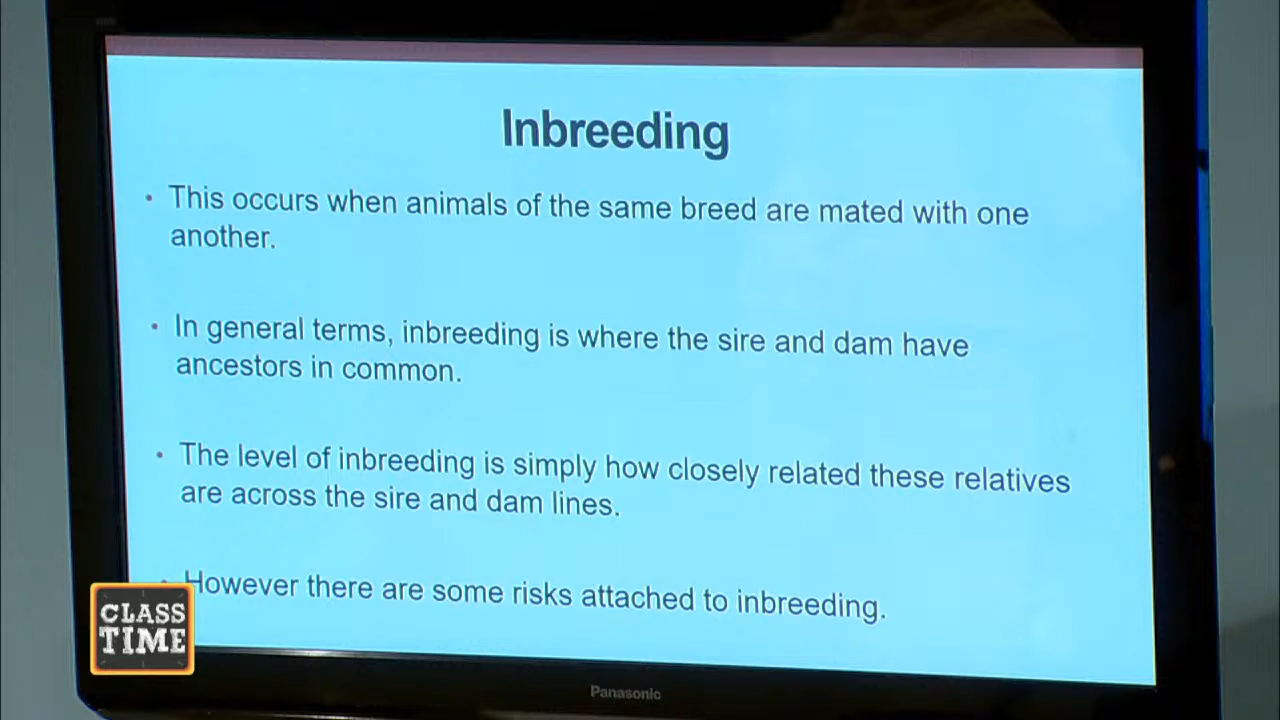 Inbreeding
• This occurs when animals of the same breed are mated with one
another.
• In general terms, inbreeding is where the sire and dam have
ancestors in common.
• The level of inbreeding is simply how closely related these relatives
are across the sire and dam lines.
• However there are some risks attached to inbreeding.
CLASS
TIME
Panasonic